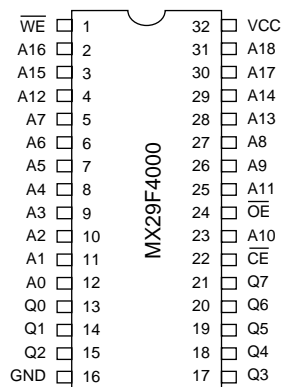 WE 1 32 VCC
A16 2 31 A18
A15 3 30 A17
A12 4 29 A14
A7 5 28 A13
A6 6 27 A8
A5 7 26 A9
A4 8 25 A11
A3 9 24 OE
A2 10 23 A10
A1 11 22 CE
A0 12 21 Q7
Q0 13 20 Q6
Q1 14 19 Q5
Q2 15 18 Q4
GND 16 17 Q3
MX29F4000